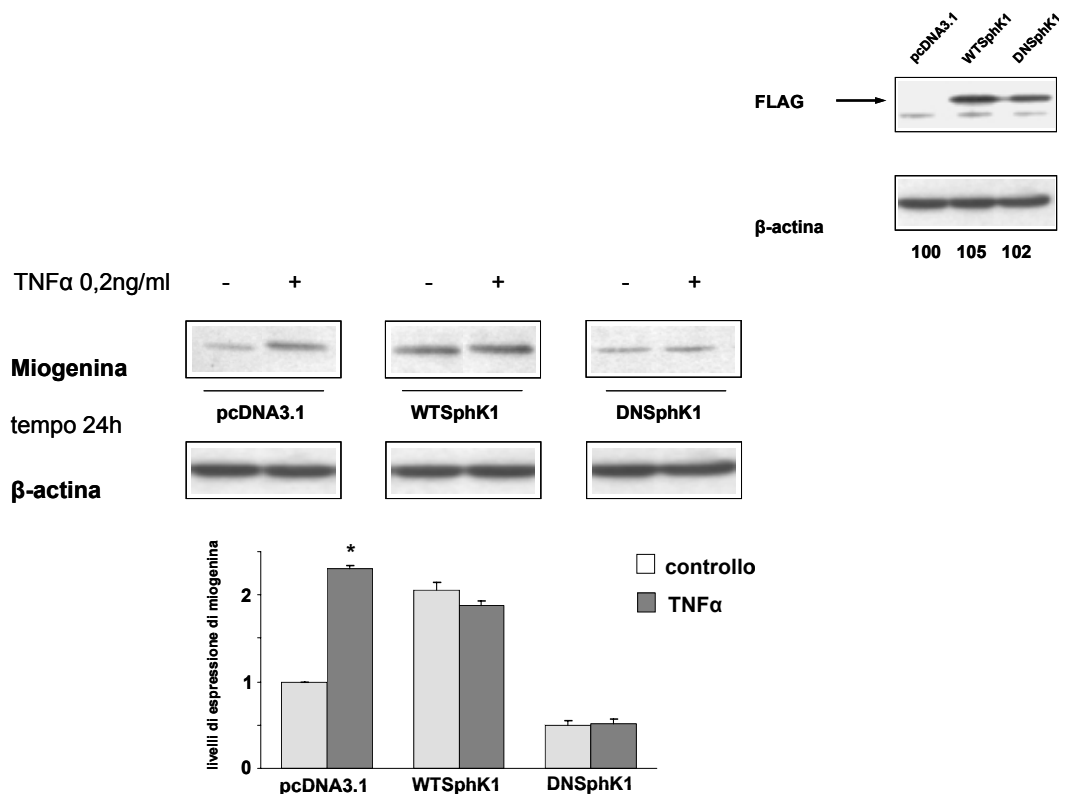 pcDNA3.1 WTSphK1 DNSphK1
FLAG
β-actina
100 105 102
TNFα 0,2ng/ml - + - + - +
Miogenina
pcDNA3.1 WTSphK1 DNSphK1
tempo 24h
β-actina
livelli di espressione di miogenina
2
1
0
*
controllo
TNFα
pcDNA3.1 WTSphK1 DNSphK1